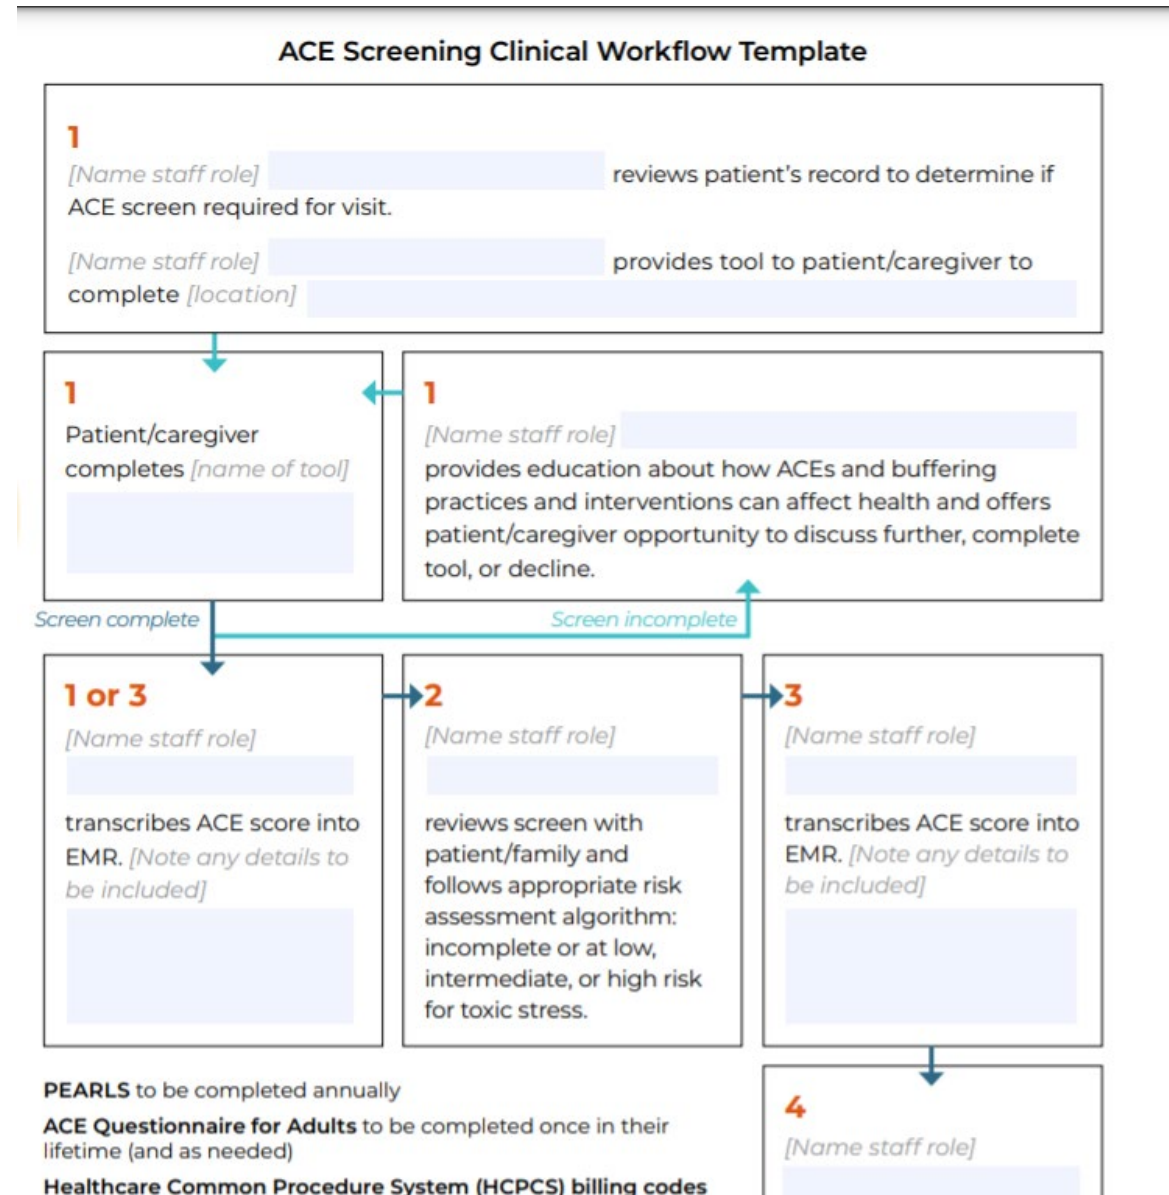 ACE Screening Clinical Workflow Template
1
[Name staff role] reviews patient's record to determine if
ACE screen required for visit.
[Name staff role] provides tool to patient/caregiver to
complete [location]
1
Patient/caregiver
completes [name of tool]
1
[Name staff role]
provides education about how ACEs and buffering
practices and interventions can affect health and offers
patient/caregiver opportunity to discuss further, complete
tool, or decline.
Screen complete
Screen incomplete
1 or 3
[Name staff role]
transcribes ACE score into
EMR. [Note any details to
be included]
2
[Name staff role]
reviews screen with
patient/family and
follows appropriate risk
assessment algorithm:
incomplete or at low,
intermediate, or high risk
for toxic stress.
3
[Name staff role]
transcribes ACE score into
EMR. [Note any details to
be included]
PEARLS to be completed annually
ACE Questionnaire for Adults to be completed once in their
lifetime (and as needed)
Healthcare Common Procedure System (HCPCS) billing codes
4
[Name staff role]